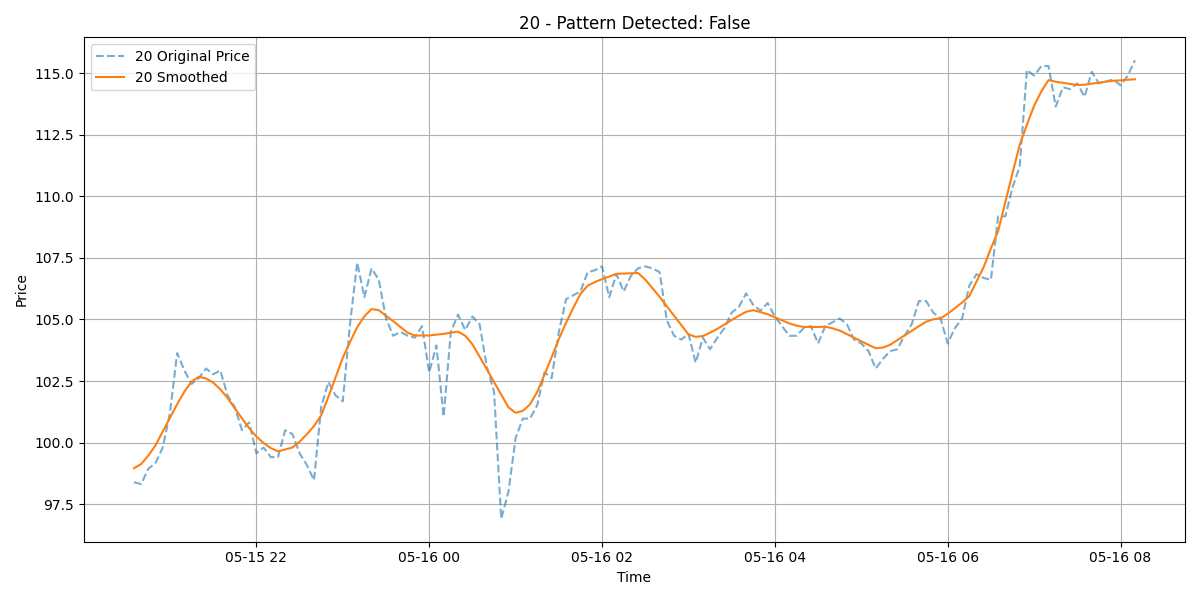 20 - Pattern Detected: False
20 Original Price
20 Smoothed
115.0
112.5
110.0
107.5
105.0
102.5
100.0
97.5
Price
05-15 22
05-16 00
05-16 02
05-16 04
05-16 06
05-16 08
Time